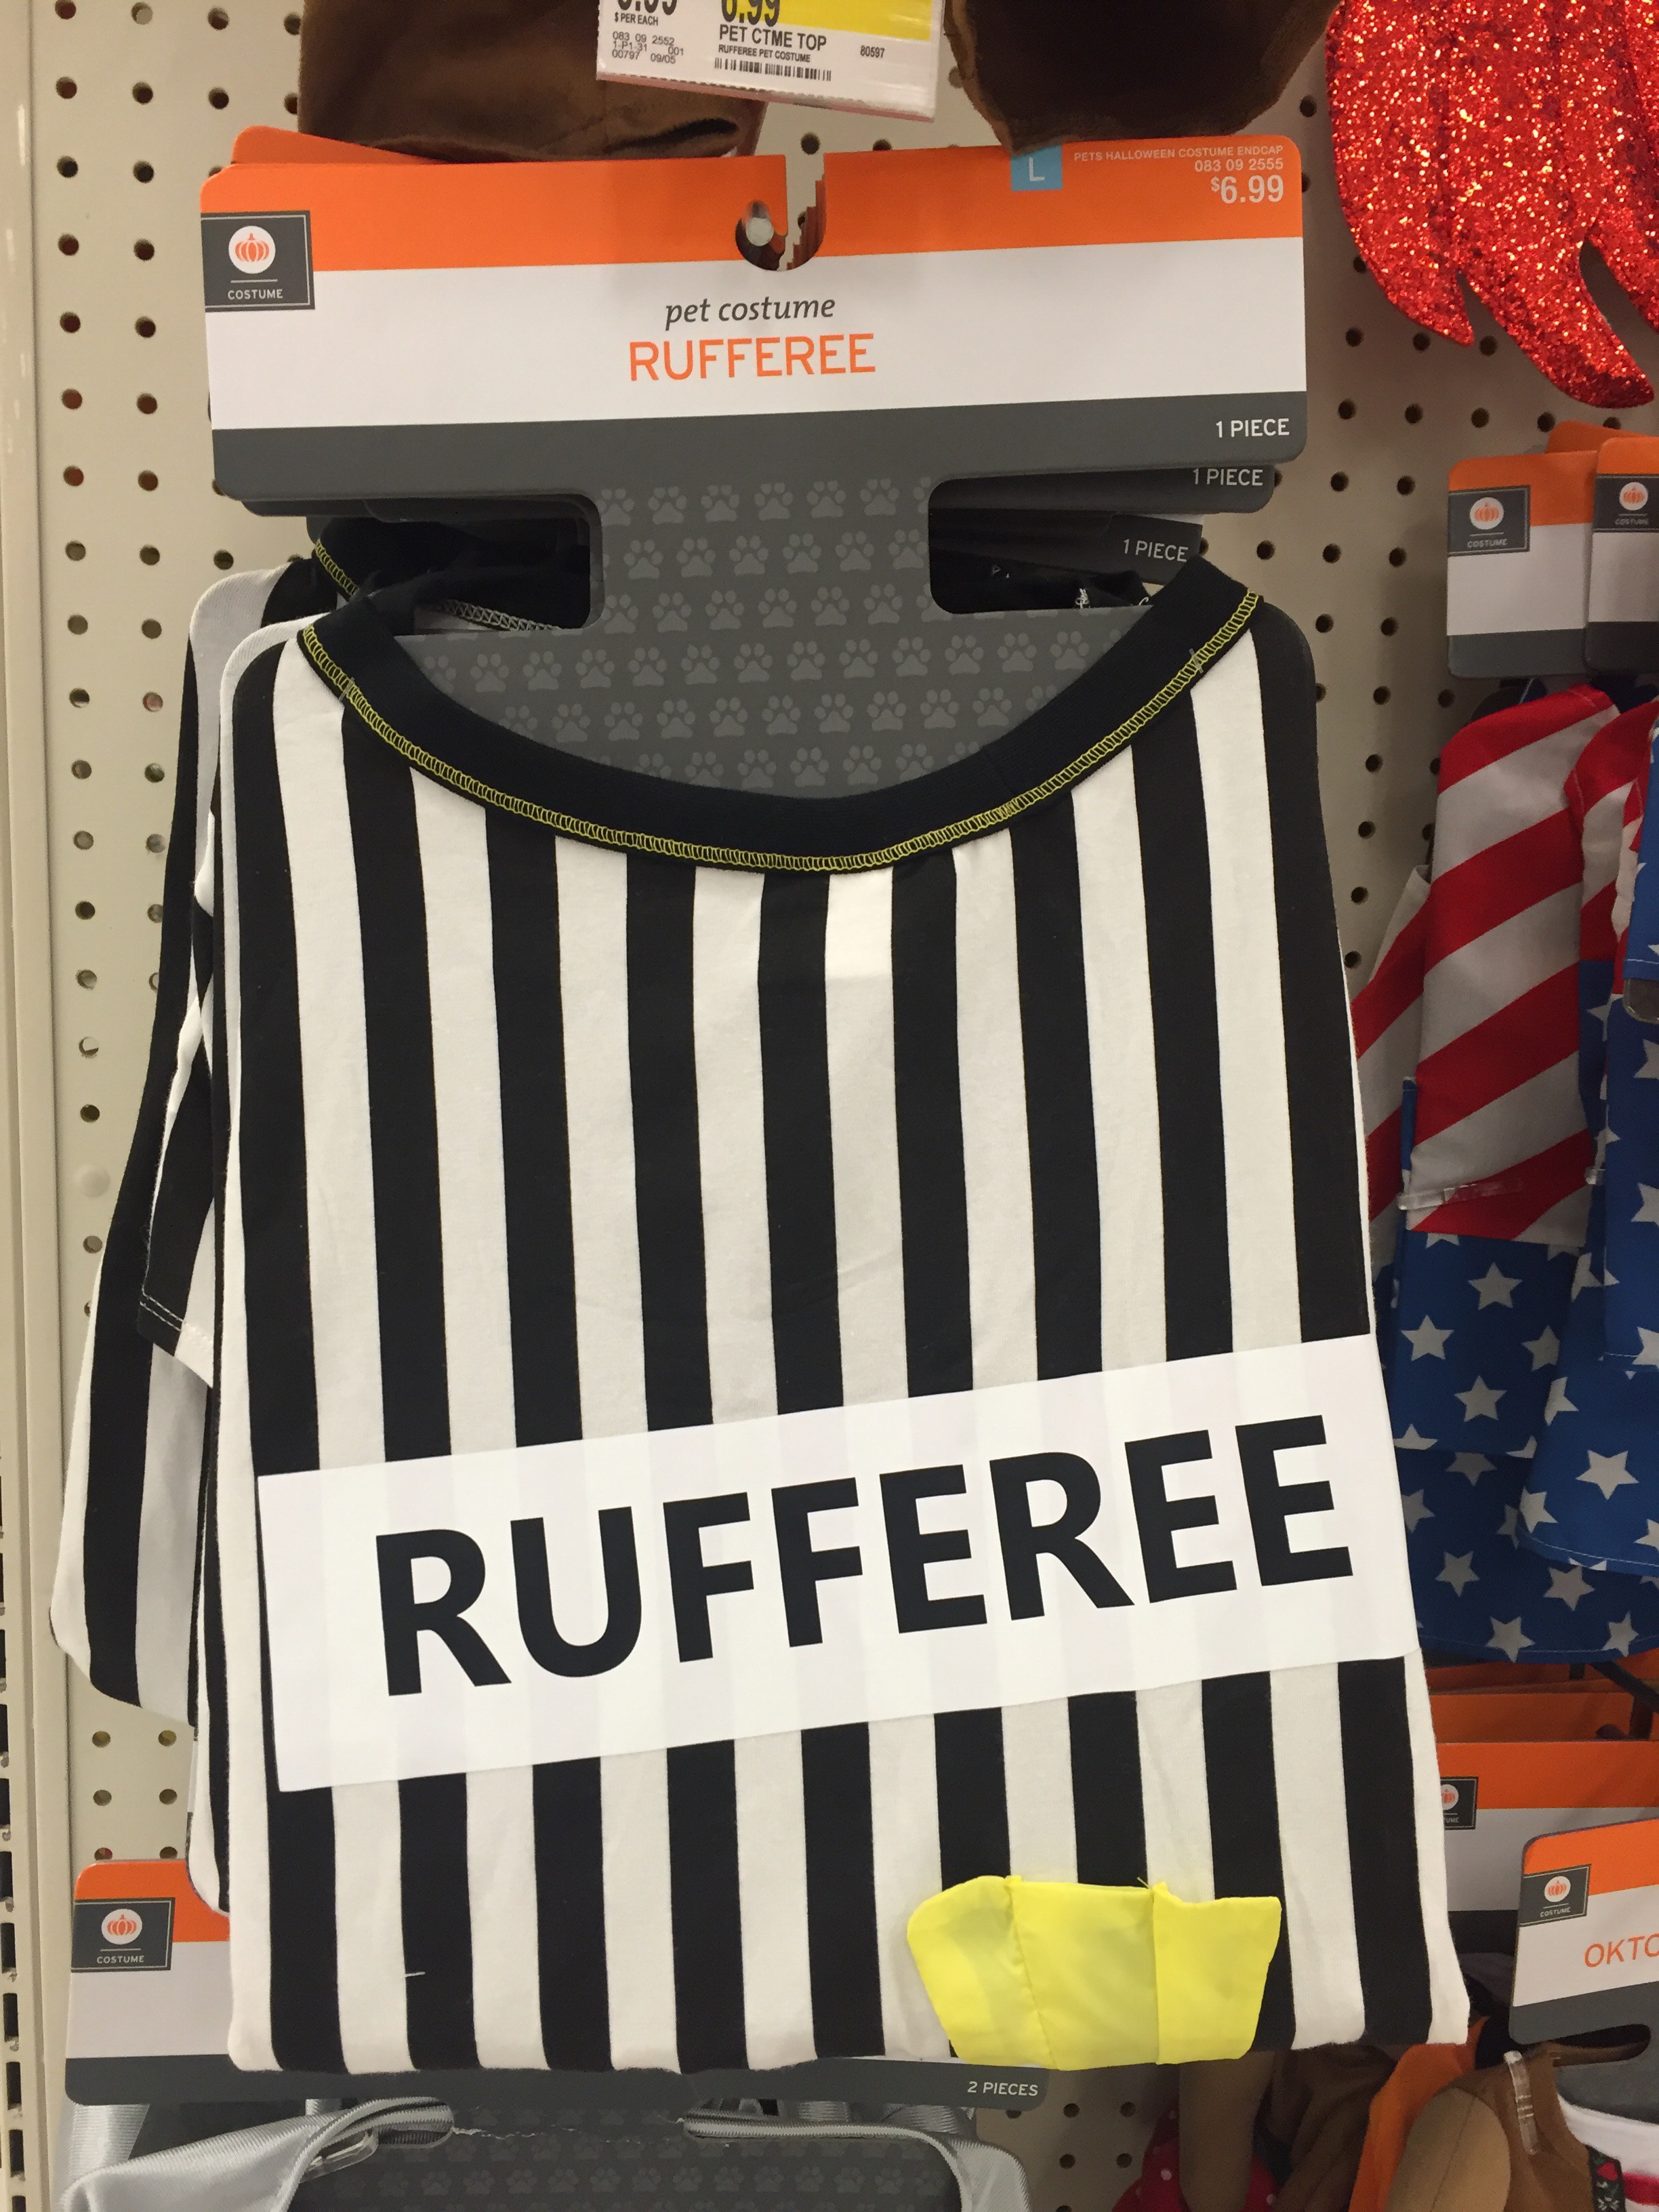 $ PER EACH
6.99
083 09 2552
1-P1-31 001
00797 09/05
PET CTME TOP
RUFFEREE PET COSTUME
80597
L
PETS HALLOWEEN COSTUME ENDCAP
083 09 2555
$6.99
COSTUME
pet costume
RUFFEREE
1 PIECE
1 PIECE
1 PIECE
COSTUME
COSTUME
RUFFEREE
COSTUME
COSTUME
OKTO
2 PIECES